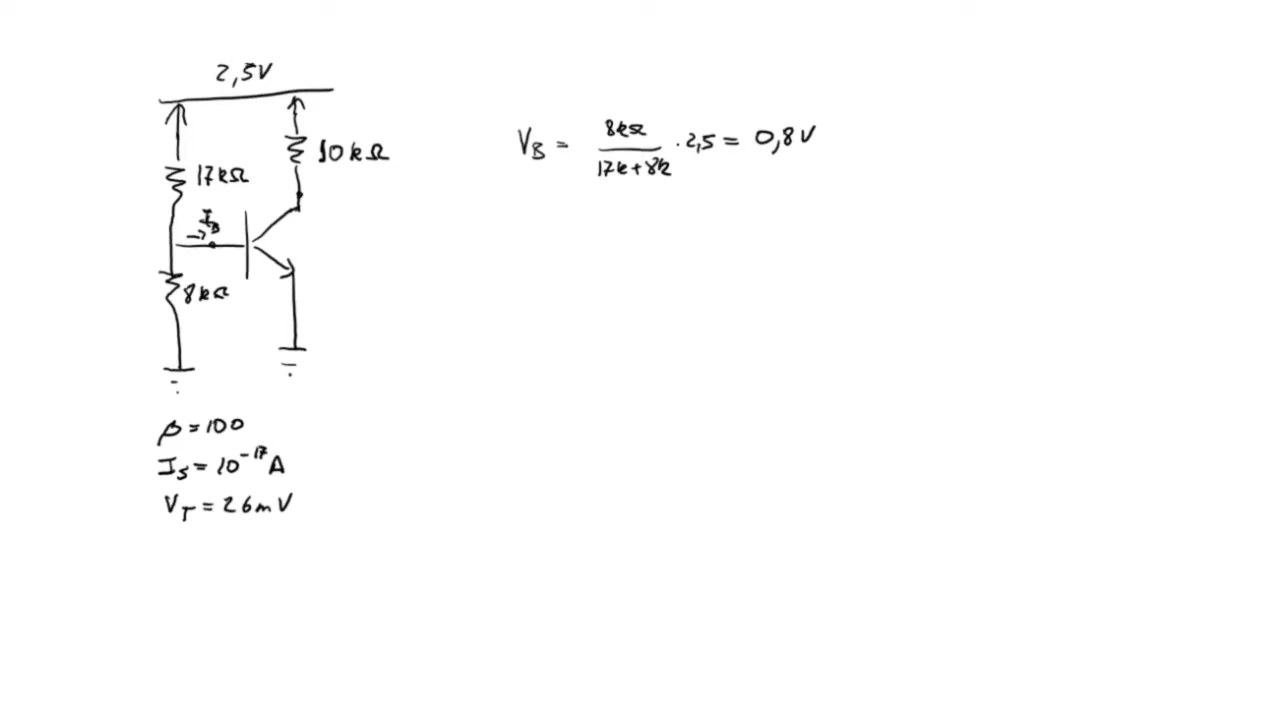 2,5V
10kΩ
17kΩ
I_B
8kΩ
β=100
I_S=10^-17 A
V_T=26mV
V_B = 8kΩ / 17k+8k · 2,5 = 0,8V